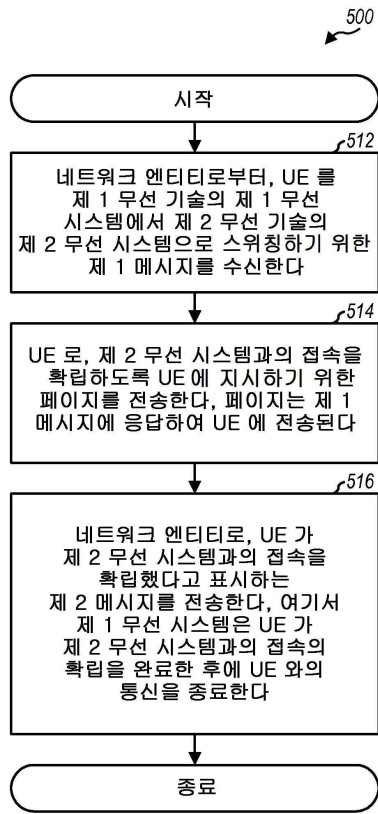 500
시작
512
네트워크 엔티티로부터, UE 를
제 1 무선 기술의 제 1 무선
시스템에서 제 2 무선 기술의
제 2 무선 시스템으로 스위칭하기 위한
제 1 메시지를 수신한다
514
UE 로, 제 2 무선 시스템과의 접속을
확립하도록 UE 에 지시하기 위한
페이지를 전송한다, 페이지는 제 1
메시지에 응답하여 UE 에 전송된다
516
네트워크 엔티티로, UE 가
제 2 무선 시스템과의 접속을
확립했다고 표시하는
제 2 메시지를 전송한다, 여기서
제 1 무선 시스템은 UE 가
제 2 무선 시스템과의 접속의
확립을 완료한 후에 UE 와의
통신을 종료한다
종료